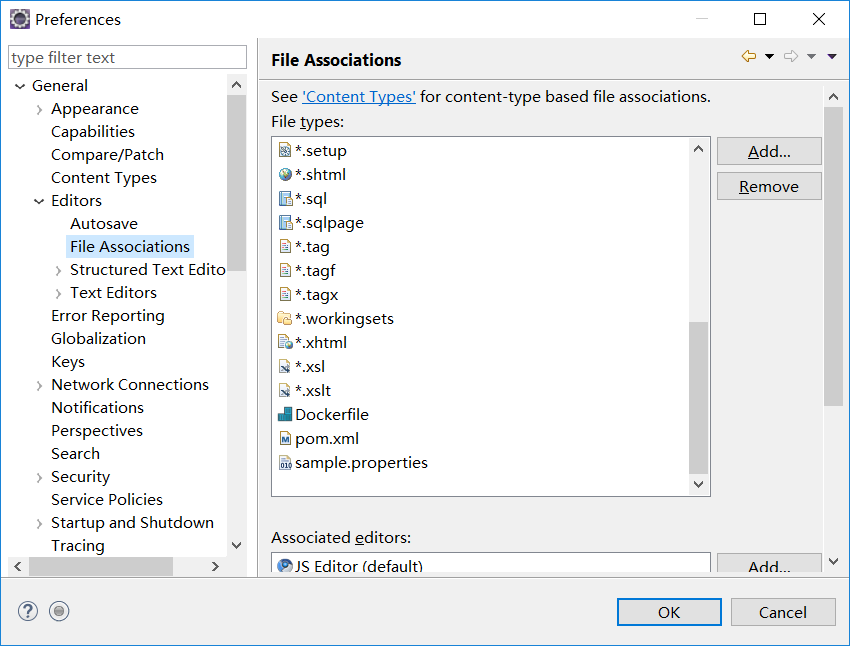 Preferences
type filter text
General
Appearance
Capabilities
Compare/Patch
Content Types
Editors
Autosave
File Associations
Structured Text Edito
Text Editors
Error Reporting
Globalization
Keys
Network Connections
Notifications
Perspectives
Search
Security
Service Policies
Startup and Shutdown
Tracing
File Associations
See 'Content Types' for content-type based file associations.
File types:
*.setup
*.shtml
*.sql
*.sqlpage
*.tag
*.tagf
*.tagx
*.workingsets
*.xhtml
*.xsl
*.xslt
Dockerfile
pom.xml
sample.properties
Add...
Remove
Associated editors:
JS Editor (default)
Add...
OK
Cancel